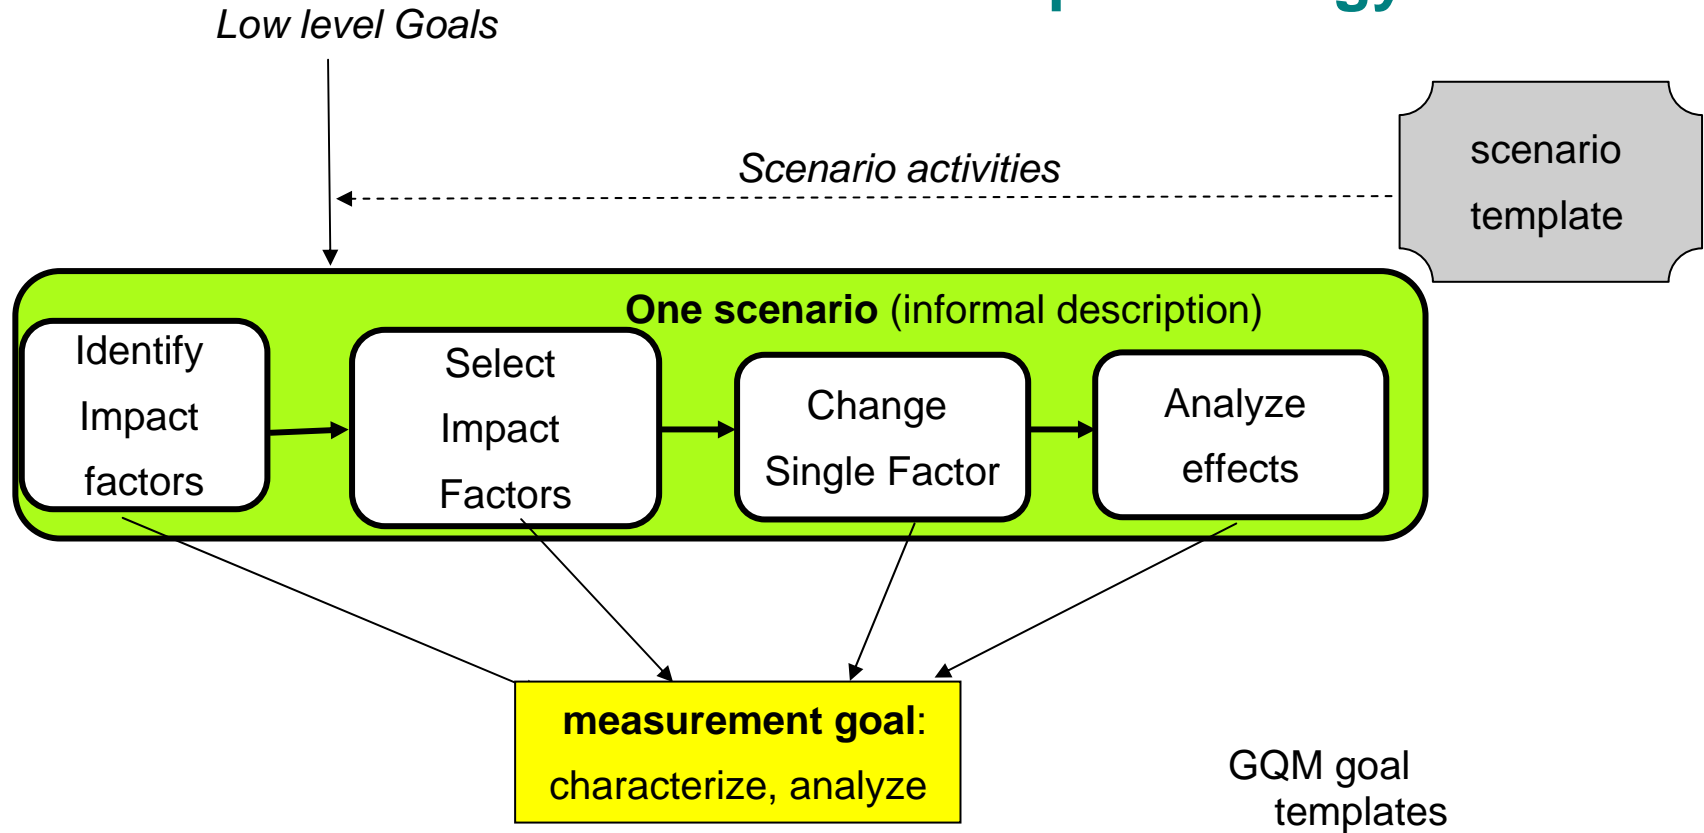 Low level Goals
Scenario activities
scenario
template
One scenario (informal description)
Identify
Impact
factors
Select
Impact
Factors
Change
Single Factor
Analyze
effects
measurement goal:
characterize, analyze
GQM goal
templates